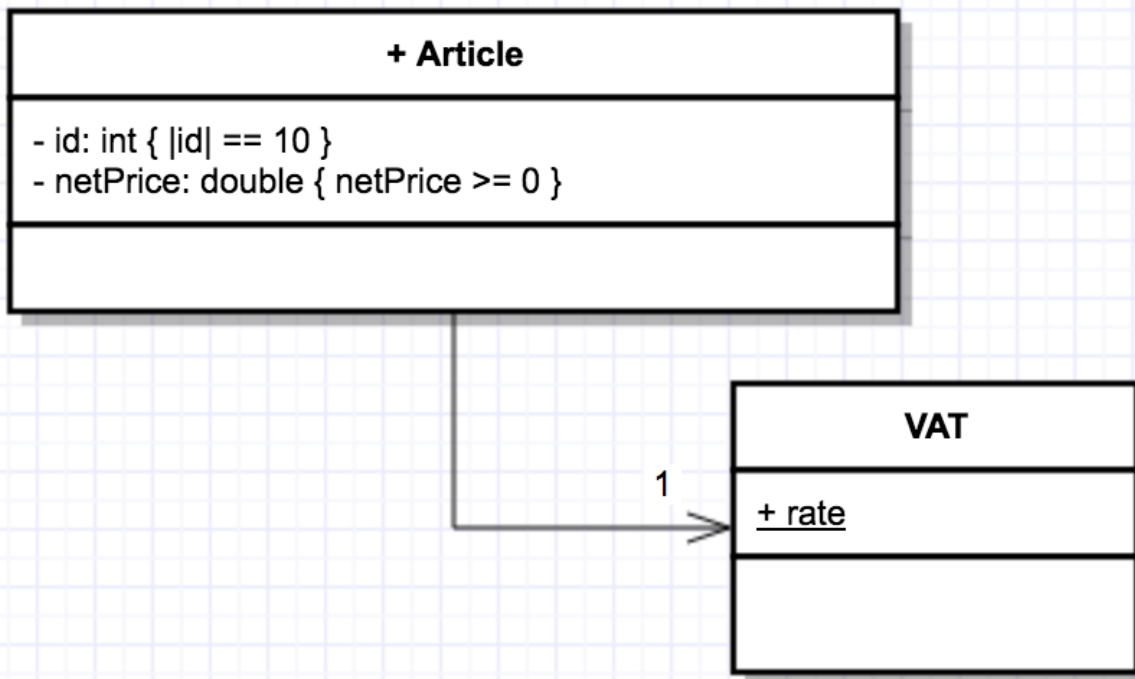 + Article
- id: int { |id| == 10 }
- netPrice: double { netPrice >= 0 }
1
VAT
+ rate